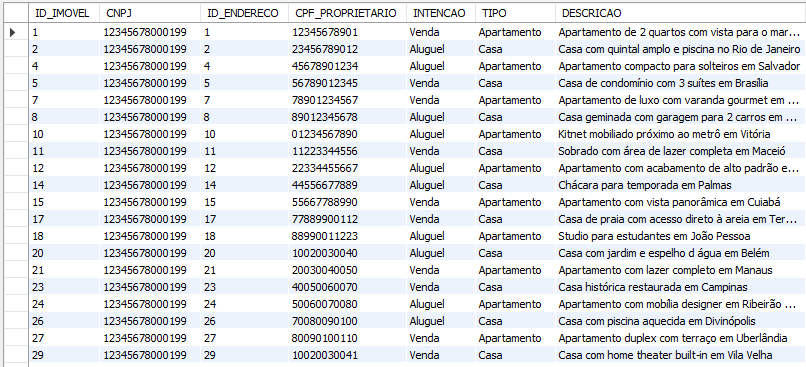 ID_IMOVEL CNPJ ID_ENDERECO CPF_PROPRIETARIO INTENCAO TIPO DESCRICAO
1 12345678000199 1 12345678901 Venda Apartamento Apartamento de 2 quartos com vista para o mar...
2 12345678000199 2 23456789012 Aluguel Casa Casa com quintal amplo e piscina no Rio de Janeiro
4 12345678000199 4 45678901234 Aluguel Apartamento Apartamento compacto para solteiros em Salvador
5 12345678000199 5 56789012345 Venda Casa Casa de condomínio com 3 suítes em Brasília
7 12345678000199 7 78901234567 Venda Apartamento Apartamento de luxo com varanda gourmet em ...
8 12345678000199 8 89012345678 Aluguel Casa Casa geminada com garagem para 2 carros em ...
10 12345678000199 10 01234567890 Aluguel Apartamento Kitnet mobiliado próximo ao metrô em Vitória
11 12345678000199 11 11223344556 Venda Casa Sobrado com área de lazer completa em Maceió
12 12345678000199 12 22334455667 Aluguel Apartamento Apartamento com acabamento de alto padrão e...
14 12345678000199 14 44556677889 Aluguel Casa Chácara para temporada em Palmas
15 12345678000199 15 55667788990 Venda Apartamento Apartamento com vista panorâmica em Cuiabá
17 12345678000199 17 77889900112 Venda Casa Casa de praia com acesso direto à areia em Ter...
18 12345678000199 18 88990011223 Aluguel Apartamento Studio para estudantes em João Pessoa
20 12345678000199 20 10020030040 Aluguel Casa Casa com jardim e espelho d água em Belém
21 12345678000199 21 20030040050 Venda Apartamento Apartamento com lazer completo em Manaus
23 12345678000199 23 40050060070 Venda Casa Casa histórica restaurada em Campinas
24 12345678000199 24 50060070080 Aluguel Apartamento Apartamento com mobília designer em Ribeirão ...
26 12345678000199 26 70080090100 Aluguel Casa Casa com piscina aquecida em Divinópolis
27 12345678000199 27 80090100110 Venda Apartamento Apartamento duplex com terraço em Uberlândia
29 12345678000199 29 10020030041 Venda Casa Casa com home theater built-in em Vila Velha